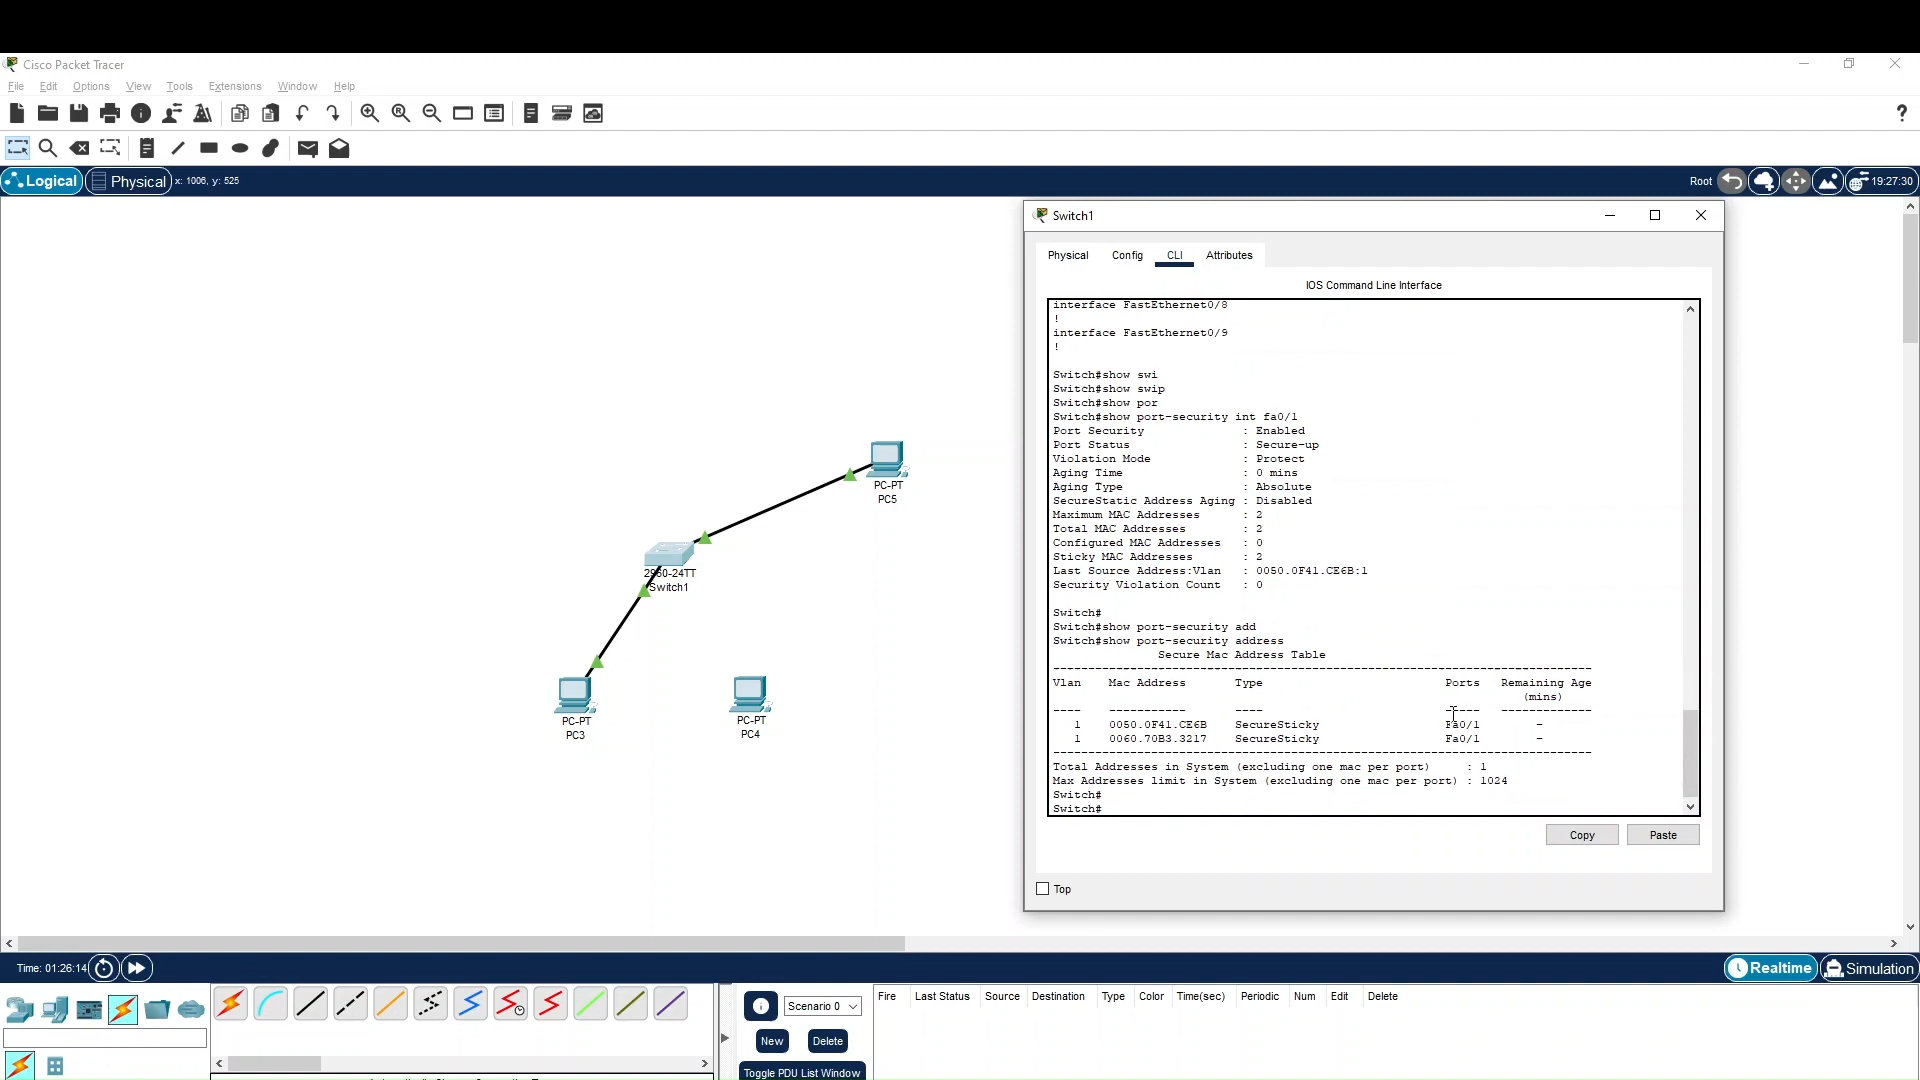 Cisco Packet Tracer
File Edit Options View Tools Extensions Window Help
Logical Physical x: 1006, y: 525
Root 19:27:30
Switch1
Physical Config CLI Attributes
IOS Command Line Interface
interface FastEthernet0/8
!
interface FastEthernet0/9
!
Switch#show swi
Switch#show swip
Switch#show por
Switch#show port-security int fa0/1
Port Security : Enabled
Port Status : Secure-up
Violation Mode : Protect
Aging Time : 0 mins
Aging Type : Absolute
SecureStatic Address Aging : Disabled
Maximum MAC Addresses : 2
Total MAC Addresses : 2
Configured MAC Addresses : 0
Sticky MAC Addresses : 2
Last Source Address:Vlan : 0050.0F41.CE6B:1
Security Violation Count : 0
Switch#
Switch#show port-security add
Switch#show port-security address
Secure Mac Address Table
-----------------------------------------------------------------------------
Vlan Mac Address Type Ports Remaining Age
(mins)
---- ----------- ---- ----- -------------
1 0050.0F41.CE6B SecureSticky Fa0/1 -
1 0060.70B3.3217 SecureSticky Fa0/1 -
-----------------------------------------------------------------------------
Total Addresses in System (excluding one mac per port) : 1
Max Addresses limit in System (excluding one mac per port) : 1024
Switch#
Switch#
Copy Paste
Top
PC-PT
PC5
2960-24TT
Switch1
PC-PT
PC3
PC-PT
PC4
Time: 01:26:14
Realtime Simulation
Scenario 0
New Delete
Toggle PDU List Window
Fire Last Status Source Destination Type Color Time(sec) Periodic Num Edit Delete